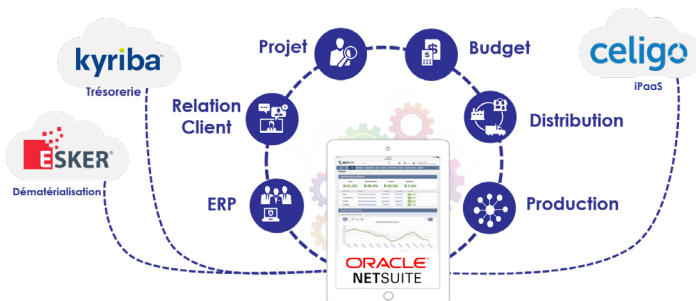 kyriba
Trésorerie
ESKER
Dématérialisation
Projet
Relation
Client
ERP
Budget
Distribution
Production
celigo
iPaaS
ORACLE
NETSUITE